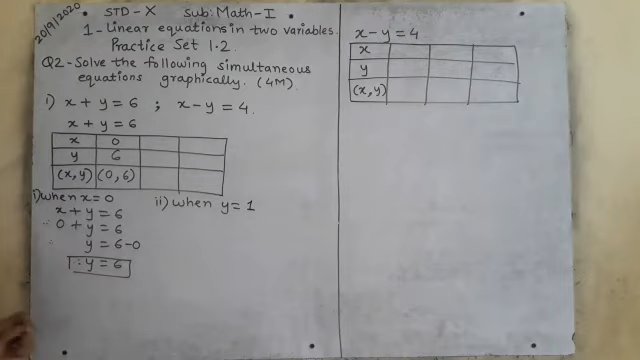 20/9/2020
STD-X Sub: Math-I.
1-Linear equations in two variables.
Practice Set 1.2.
Q2-Solve the following simultaneous
equations graphically. (4M).
i) x + y = 6 ; x - y = 4.
x + y = 6
x 0
y 6
(x, y) (0, 6)
i) when x = 0
x + y = 6
∴ 0 + y = 6
∴ y = 6-0
∴ y = 6
ii) when y = 1
x - y = 4
x
y
(x, y)